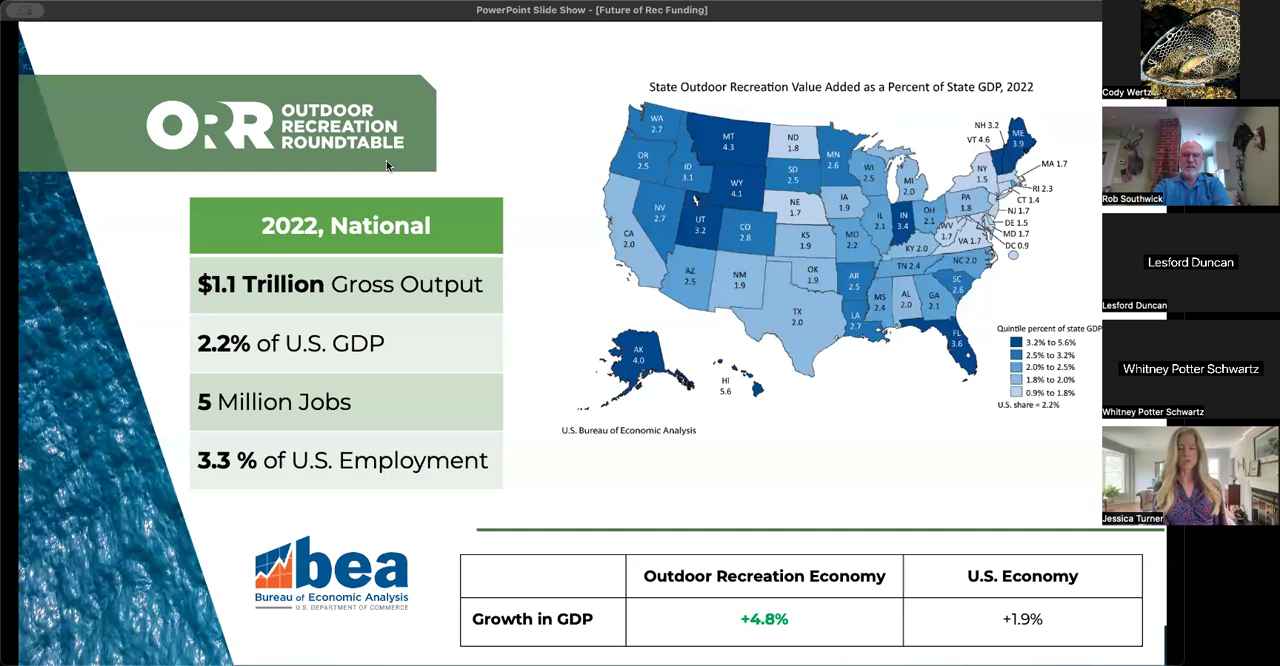 PowerPoint Slide Show - [Future of Rec Funding]
ORR OUTDOOR
RECREATION
ROUNDTABLE
2022, National
$1.1 Trillion Gross Output
2.2% of U.S. GDP
5 Million Jobs
3.3 % of U.S. Employment
bea
Bureau of Economic Analysis
U.S. DEPARTMENT OF COMMERCE
State Outdoor Recreation Value Added as a Percent of State GDP, 2022
WA
2.7
OR
2.5
CA
2.0
NV
2.7
ID
3.1
MT
4.3
WY
4.1
UT
3.2
CO
2.8
AZ
2.5
NM
1.9
ND
1.8
SD
2.5
NE
1.7
KS
1.9
OK
1.9
TX
2.0
MN
2.6
IA
1.9
MO
2.2
AR
2.5
LA
2.7
WI
2.5
IL
2.1
MI
2.0
IN
3.4
OH
2.1
KY 2.0
TN 2.4
MS
2.4
AL
2.0
GA
2.1
FL
3.6
SC
2.6
NC 2.0
VA 1.7
WV
1.7
PA
1.8
NY
1.5
VT 4.6
NH 3.2
ME
3.9
MA 1.7
RI 2.3
CT 1.4
NJ 1.7
DE 1.5
MD 1.7
DC 0.9
AK
4.0
HI
5.6
Quintile percent of state GDP
3.2% to 5.6%
2.5% to 3.2%
2.0% to 2.5%
1.8% to 2.0%
0.9% to 1.8%
U.S. share = 2.2%
U.S. Bureau of Economic Analysis
Outdoor Recreation Economy U.S. Economy
Growth in GDP +4.8% +1.9%
Cody Wertz...
Rob Southwick
Lesford Duncan
Lesford Duncan
Whitney Potter Schwartz
Whitney Potter Schwartz
Jessica Turner